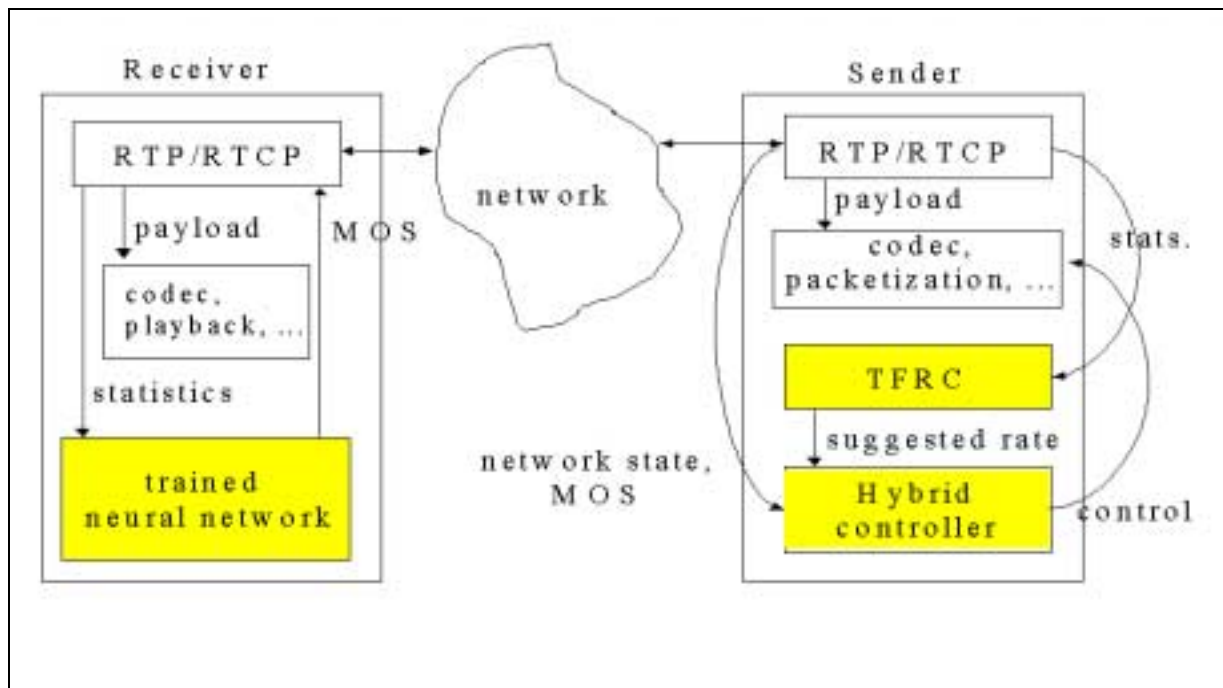 Receiver
RTP/RTCP
payload
MOS
codec,
playback, ...
statistics
trained
neural network
network
Sender
RTP/RTCP
payload
stats.
codec,
packetization, ...
TFRC
suggested rate
network state,
MOS
Hybrid
controller
control